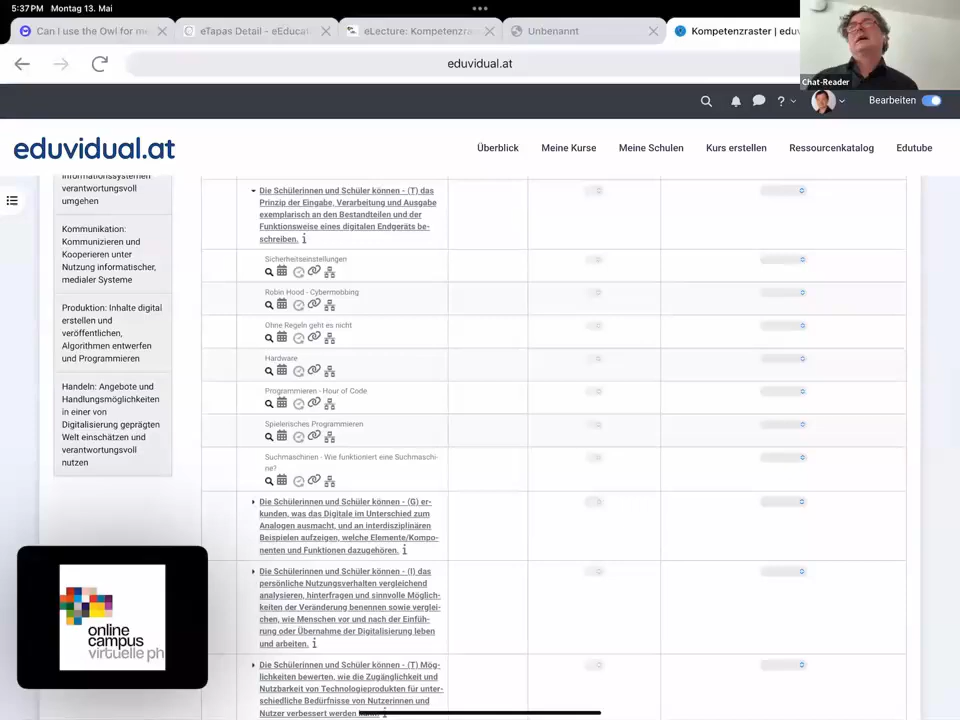 5:37 PM Montag 13. Mai
Can I use the Owl for me
eTapas Detail - eEducat
eLecture: Kompetenzra
Unbenannt
Kompetenzraster | eduv
eduvidual.at
Chat-Reader
Bearbeiten
eduvidual.at
Überblick
Meine Kurse
Meine Schulen
Kurs erstellen
Ressourcenkatalog
Edutube
Informationssystemen
verantwortungsvoll
umgehen
Kommunikation:
Kommunizieren und
Kooperieren unter
Nutzung informatischer,
medialer Systeme
Produktion: Inhalte digital
erstellen und
veröffentlichen,
Algorithmen entwerfen
und Programmieren
Handeln: Angebote und
Handlungsmöglichkeiten
in einer von
Digitalisierung geprägten
Welt einschätzen und
verantwortungsvoll
nutzen
Die Schülerinnen und Schüler können - (T) das
Prinzip der Eingabe, Verarbeitung und Ausgabe
exemplarisch an den Bestandteilen und der
Funktionsweise eines digitalen Endgeräts be-
schreiben.
Sicherheitseinstellungen
Robin Hood - Cybermobbing
Ohne Regeln geht es nicht
Hardware
Programmieren - Hour of Code
Spielerisches Programmieren
Suchmaschinen - Wie funktioniert eine Suchmaschi-
ne?
Die Schülerinnen und Schüler können - (G) er-
kunden, was das Digitale im Unterschied zum
Analogen ausmacht, und an interdisziplinären
Beispielen aufzeigen, welche Elemente/Kompo-
nenten und Funktionen dazugehören.
Die Schülerinnen und Schüler können - (I) das
persönliche Nutzungsverhalten vergleichend
analysieren, hinterfragen und sinnvolle Möglich-
keiten der Veränderung benennen sowie verglei-
chen, wie Menschen vor und nach der Einfüh-
rung oder Übernahme der Digitalisierung leben
und arbeiten.
Die Schülerinnen und Schüler können - (T) Mög-
lichkeiten bewerten, wie die Zugänglichkeit und
Nutzbarkeit von Technologieprodukten für unter-
schiedliche Bedürfnisse von Nutzerinnen und
Nutzer verbessert werden
online
campus
virtuelle ph